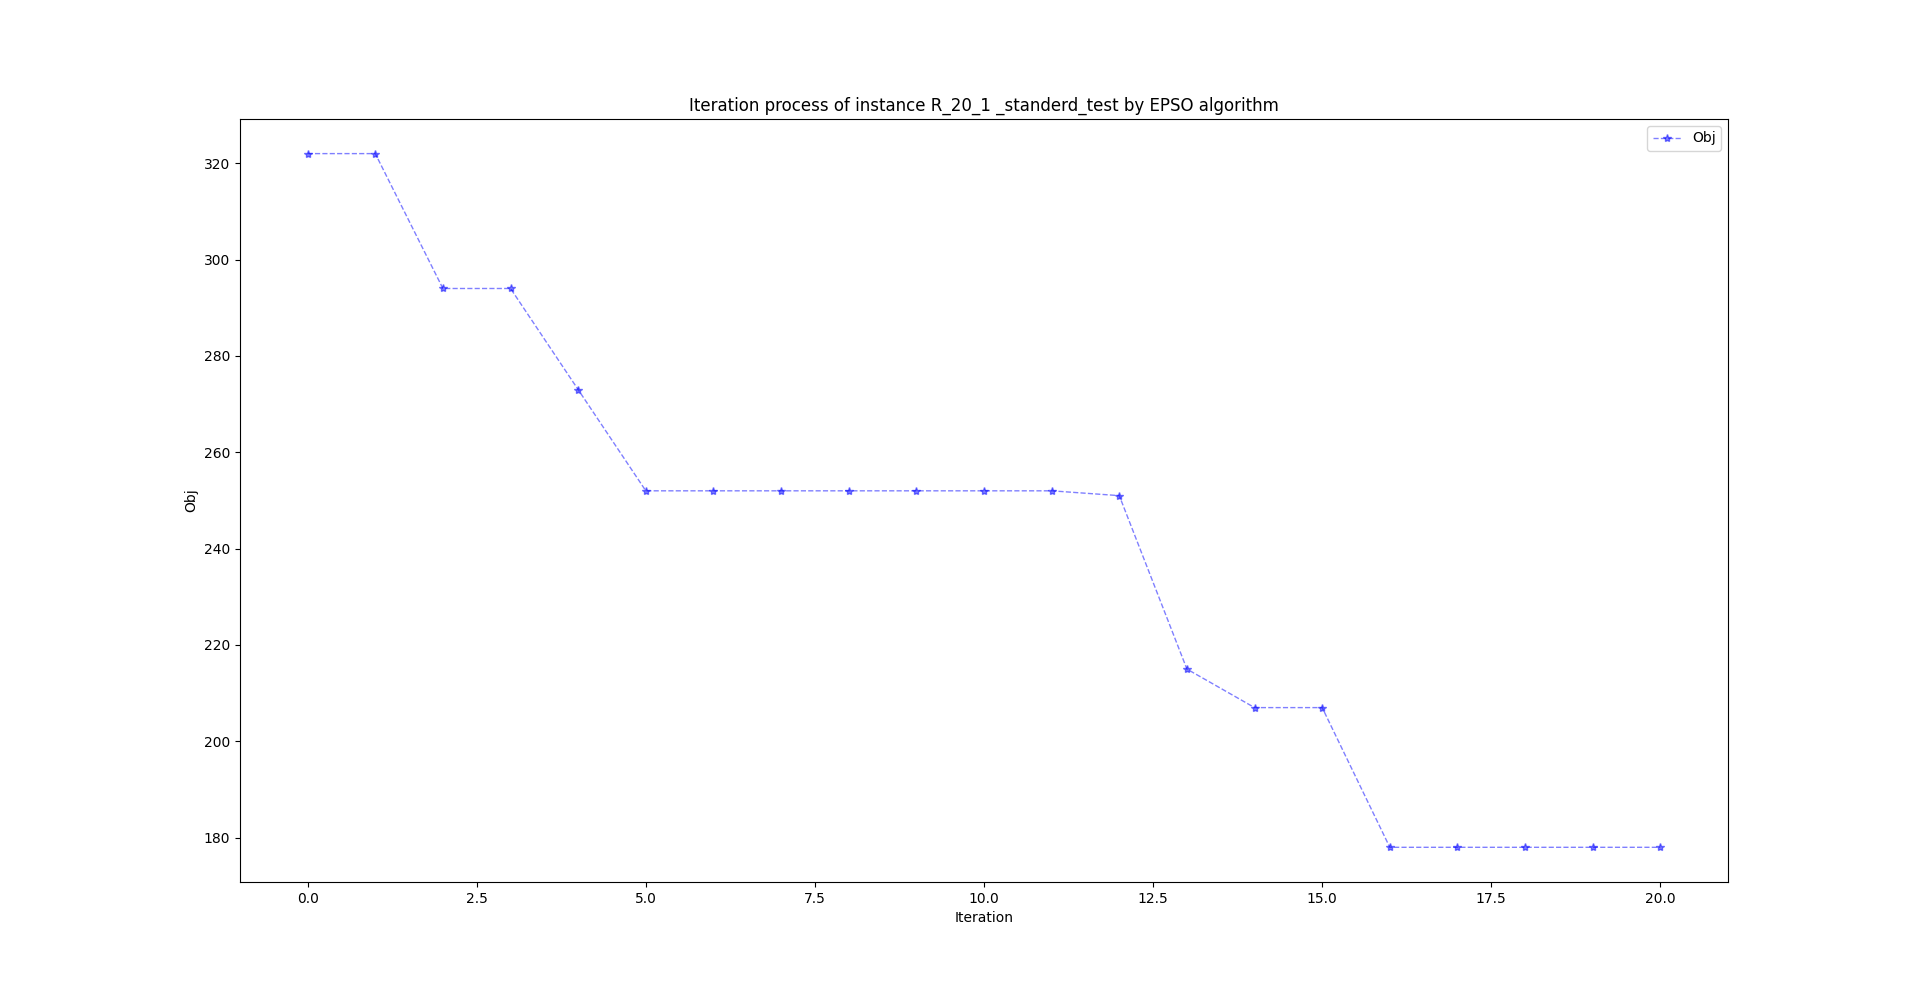 Iteration process of instance R_20_1 _standerd_test by EPSO algorithm
Obj
320
300
280
260
240
220
200
180
Obj
0.0 2.5 5.0 7.5 10.0 12.5 15.0 17.5 20.0
Iteration